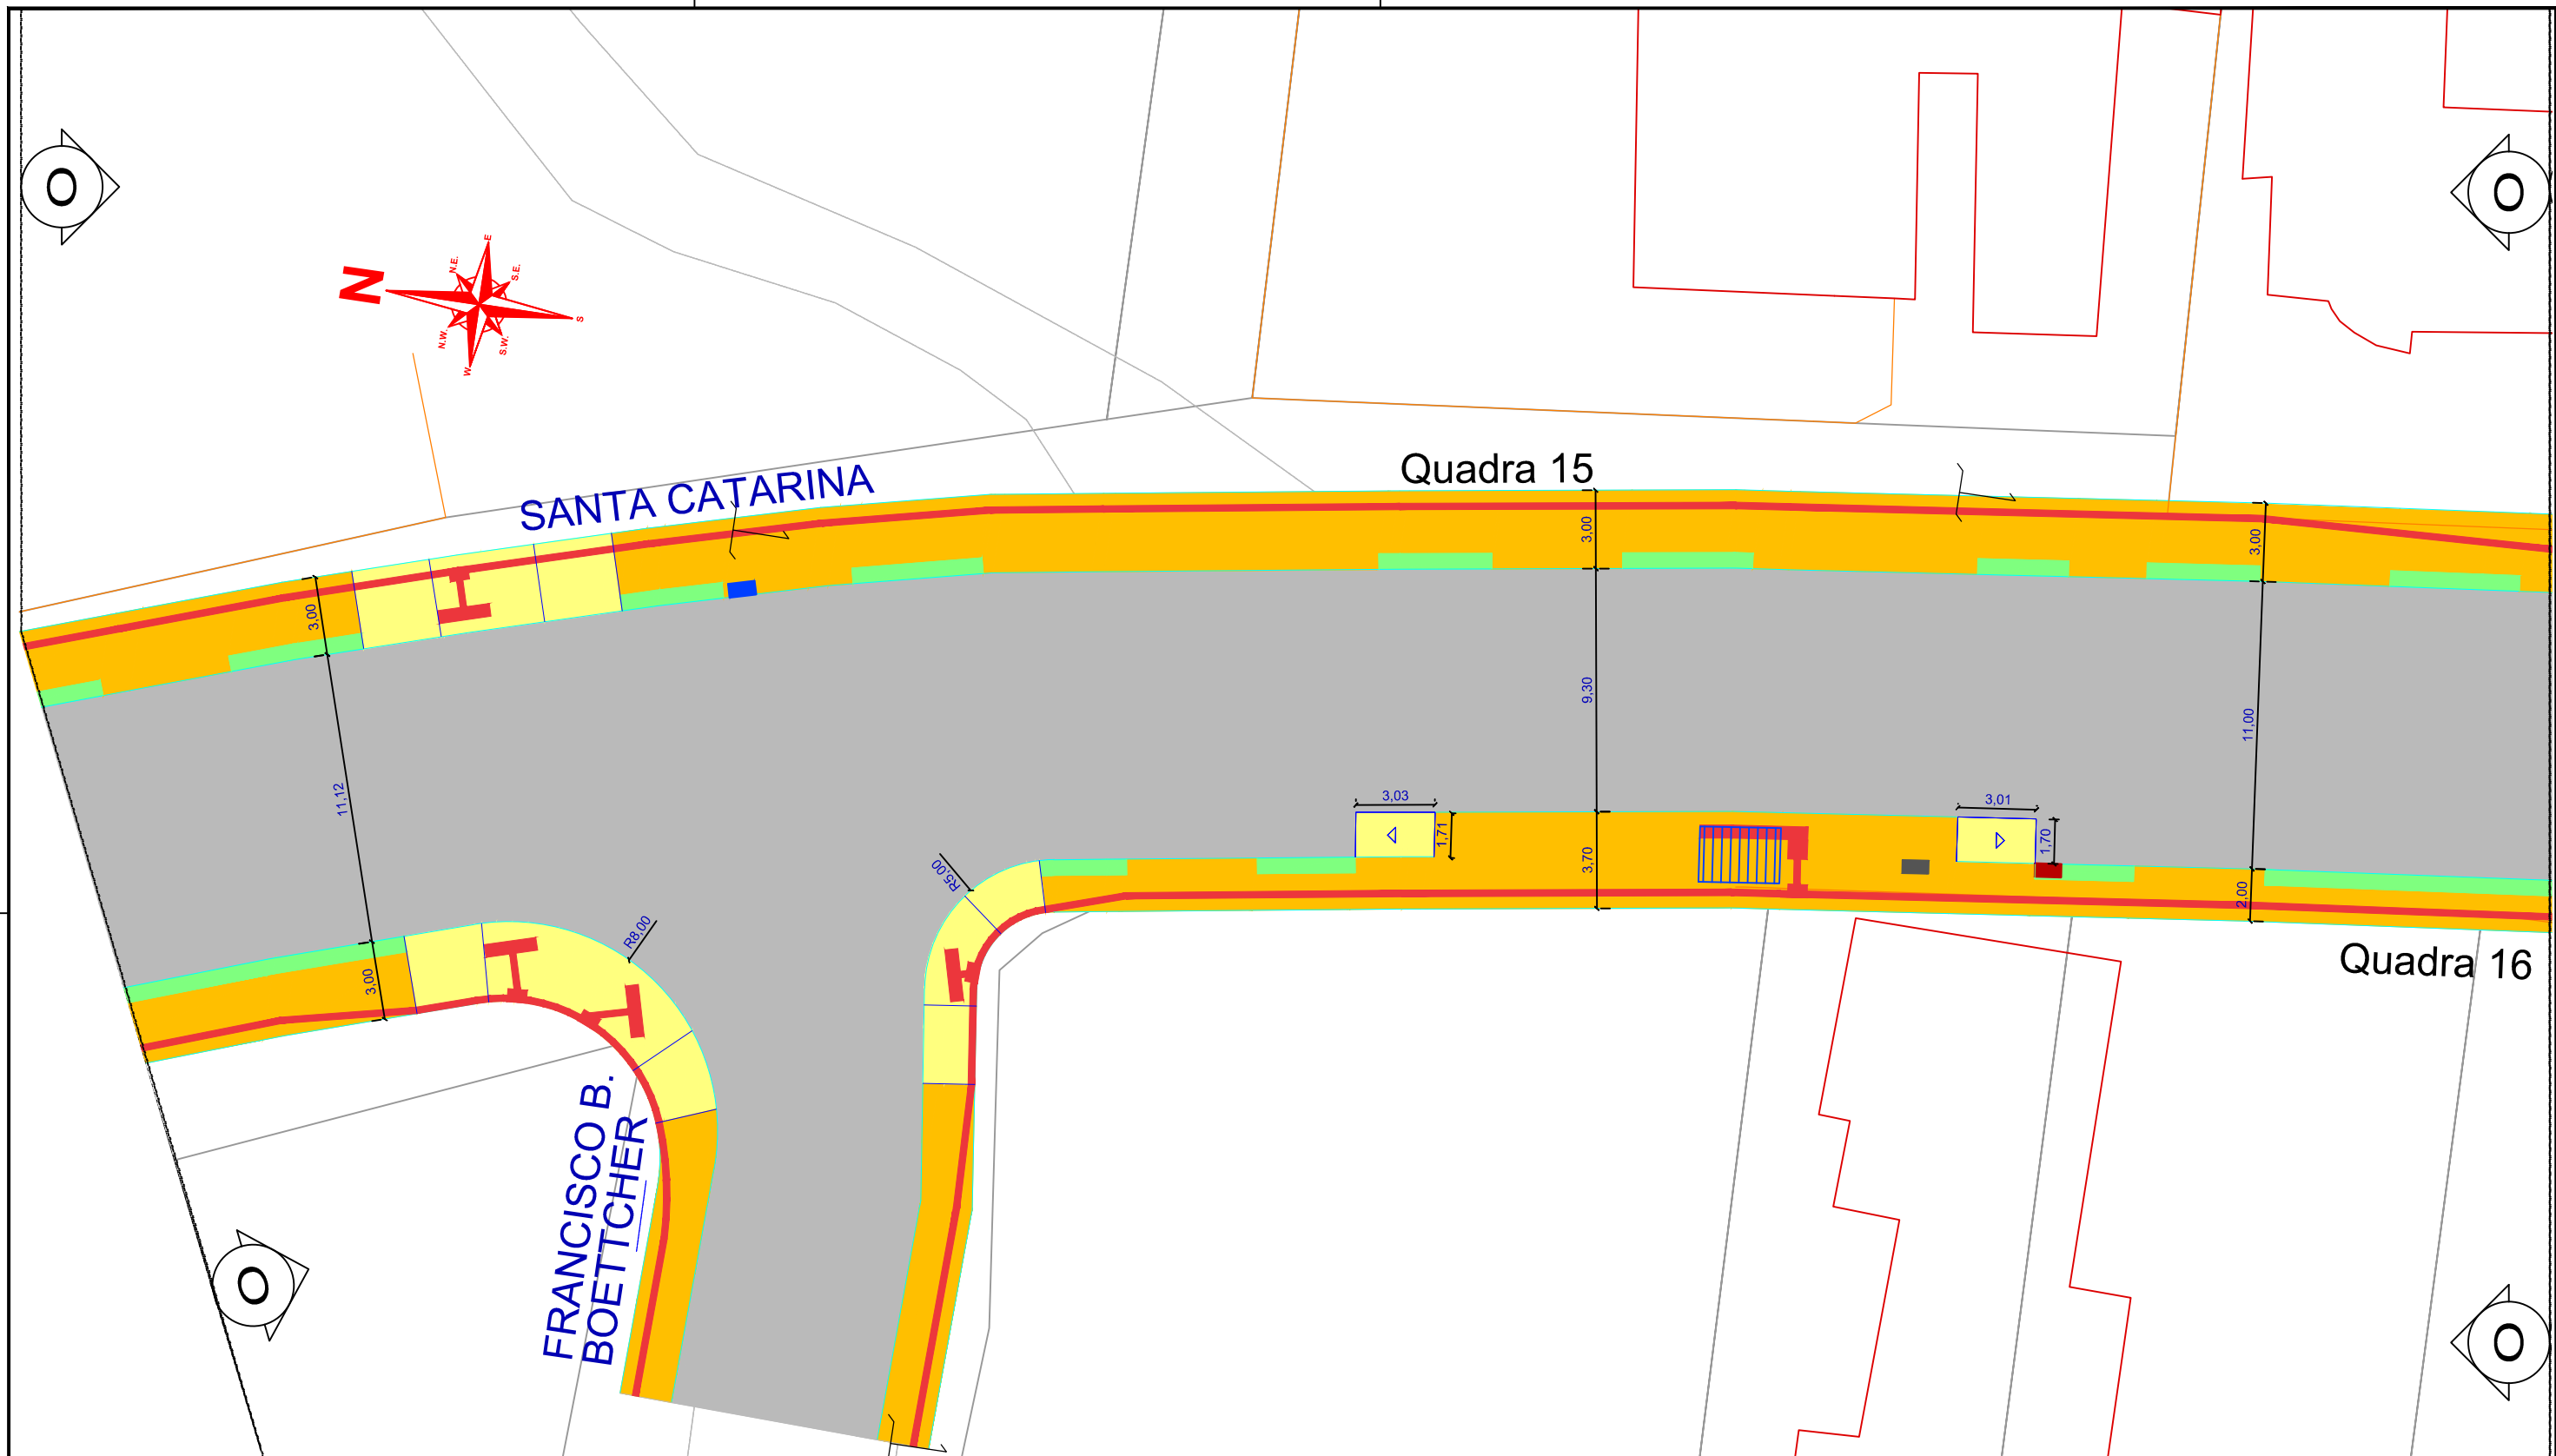 O
O
N
N.E.
E
S.E.
S
S.W.
W
N.W.
SANTA CATARINA
Quadra 15
3,00
3,00
3,00
9,30
11,00
11,12
3,03
1,71
3,01
1,70
3,70
2,00
R5,00
R8,00
3,00
Quadra 16
FRANCISCO B.
BOETTCHER
O
O